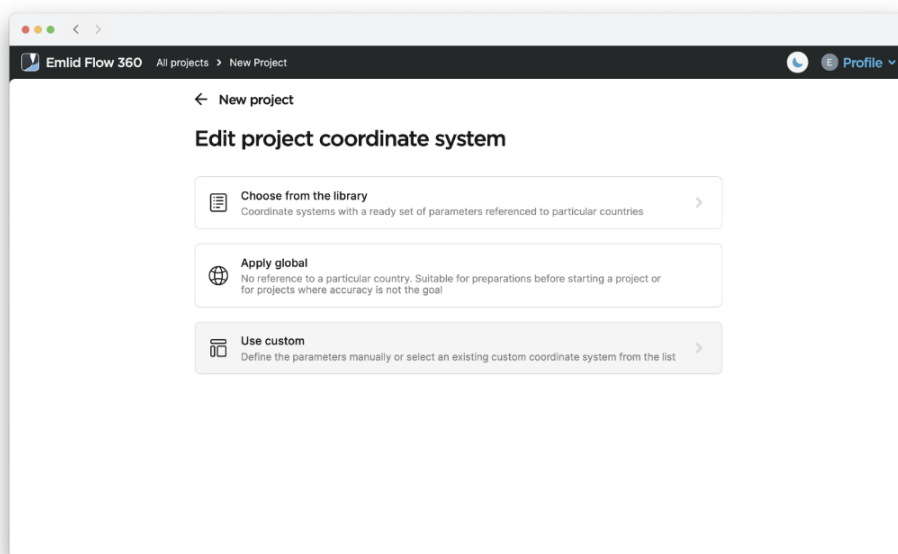 Emlid Flow 360 All projects > New Project E Profile
← New project
Edit project coordinate system
Choose from the library
Coordinate systems with a ready set of parameters referenced to particular countries
Apply global
No reference to a particular country. Suitable for preparations before starting a project or
for projects where accuracy is not the goal
Use custom
Define the parameters manually or select an existing custom coordinate system from the list